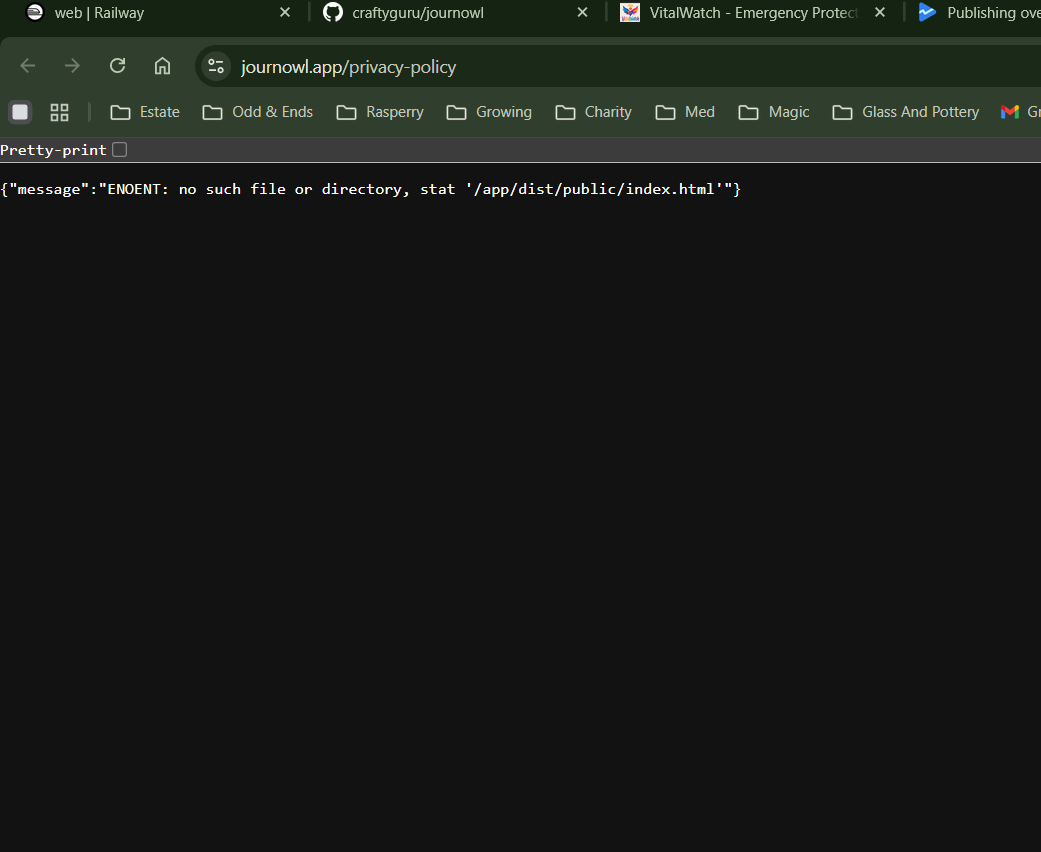 web | Railway craftyguru/journowl VitalWatch - Emergency Protect Publishing ove
journowl.app/privacy-policy
Estate Odd & Ends Rasperry Growing Charity Med Magic Glass And Pottery Gr
Pretty-print
{"message":"ENOENT: no such file or directory, stat '/app/dist/public/index.html'"}